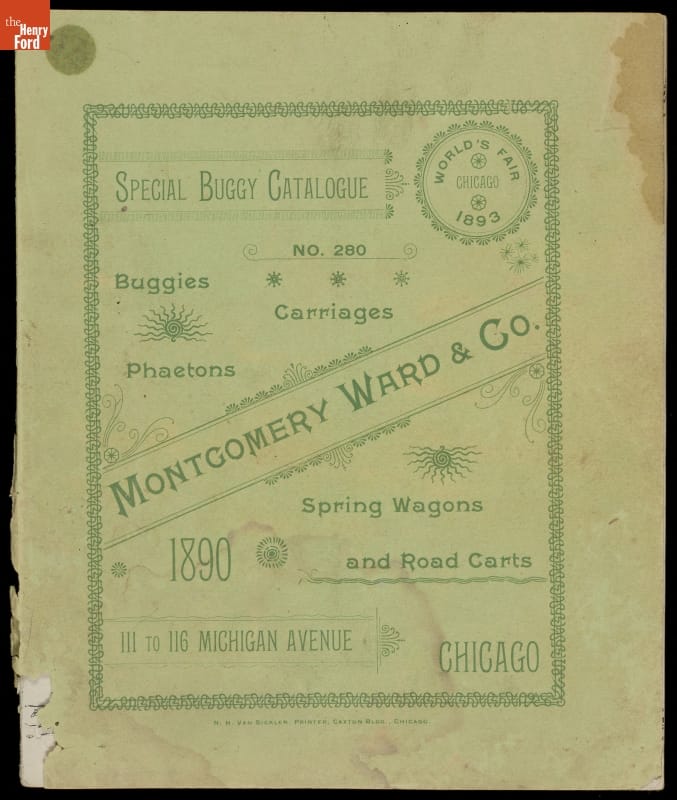 the
Henry
Ford
SPECIAL BUGGY CATALOGUE
WORLD'S FAIR
CHICAGO
1893
NO. 280
Buggies
Carriages
Phaetons
MONTGOMERY WARD & CO.
Spring Wagons
1890
and Road Carts
111 TO 116 MICHIGAN AVENUE
CHICAGO
N. H. VAN SICKLEN, PRINTER, CAXTON BLDG., CHICAGO.